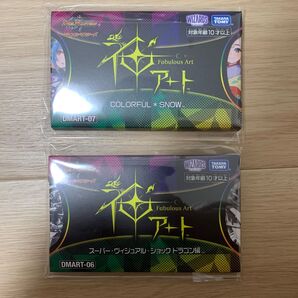 WIZARDS
TAKARA TOMY
対象年齢10才以上
神アート
Fabulous Art
COLORFUL★SNOW
DMART-07
WIZARDS
TAKARA TOMY
対象年齢10才以上
神アート
Fabulous Art
スーパー・ヴィジュアル・ショック ドラゴン編
DMART-06